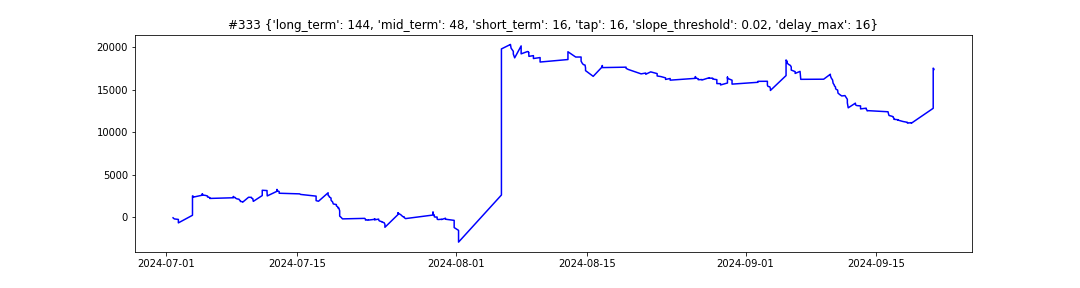 #333 {'long_term': 144, 'mid_term': 48, 'short_term': 16, 'tap': 16, 'slope_threshold': 0.02, 'delay_max': 16}
20000
15000
10000
5000
0
2024-07-01 2024-07-15 2024-08-01 2024-08-15 2024-09-01 2024-09-15